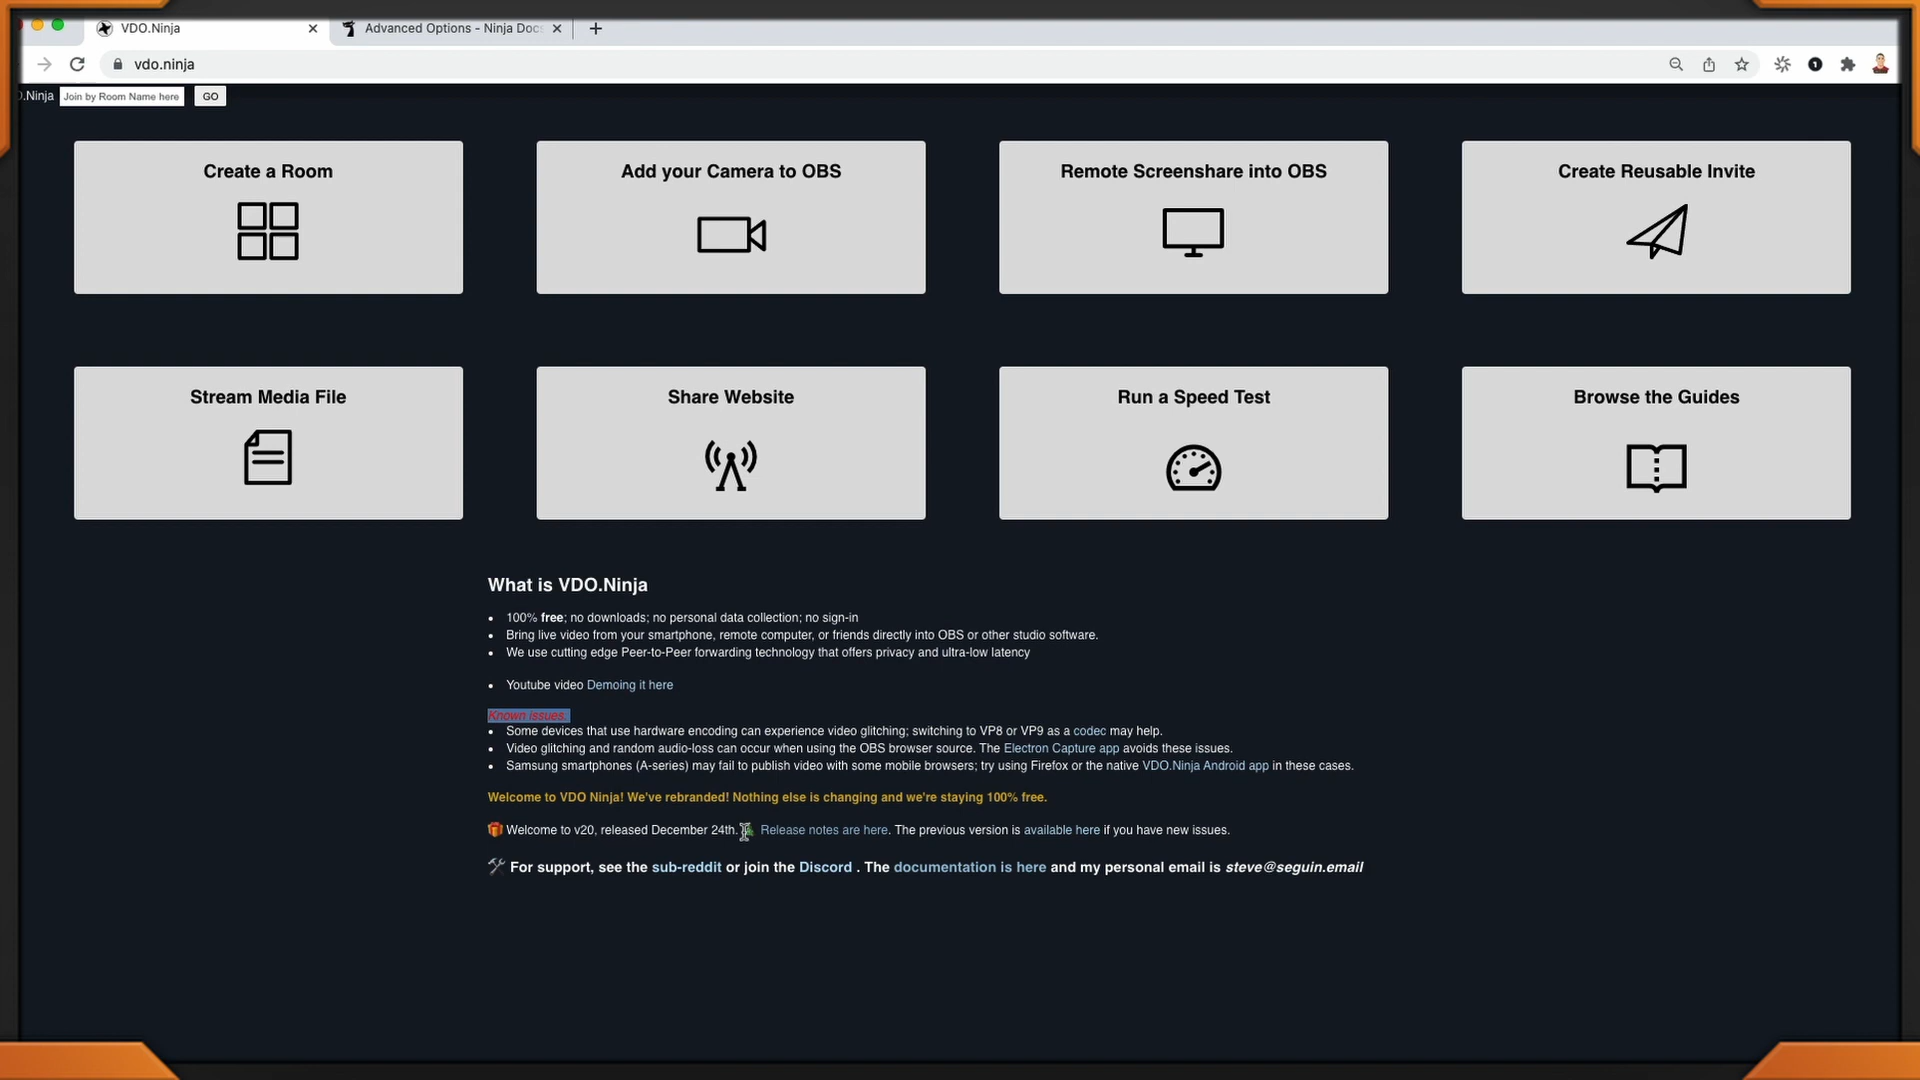 VDO.Ninja
Advanced Options - Ninja Docs
vdo.ninja
1
O.Ninja Join by Room Name here GO
Create a Room
Add your Camera to OBS
Remote Screenshare into OBS
Create Reusable Invite
Stream Media File
Share Website
Run a Speed Test
Browse the Guides
What is VDO.Ninja
• 100% free; no downloads; no personal data collection; no sign-in
• Bring live video from your smartphone, remote computer, or friends directly into OBS or other studio software.
• We use cutting edge Peer-to-Peer forwarding technology that offers privacy and ultra-low latency
• Youtube video Demoing it here
Known issues:
• Some devices that use hardware encoding can experience video glitching; switching to VP8 or VP9 as a codec may help.
• Video glitching and random audio-loss can occur when using the OBS browser source. The Electron Capture app avoids these issues.
• Samsung smartphones (A-series) may fail to publish video with some mobile browsers; try using Firefox or the native VDO.Ninja Android app in these cases.
Welcome to VDO Ninja! We've rebranded! Nothing else is changing and we're staying 100% free.
🎁 Welcome to v20, released December 24th.🎄 Release notes are here. The previous version is available here if you have new issues.
🛠 For support, see the sub-reddit or join the Discord . The documentation is here and my personal email is steve@seguin.email